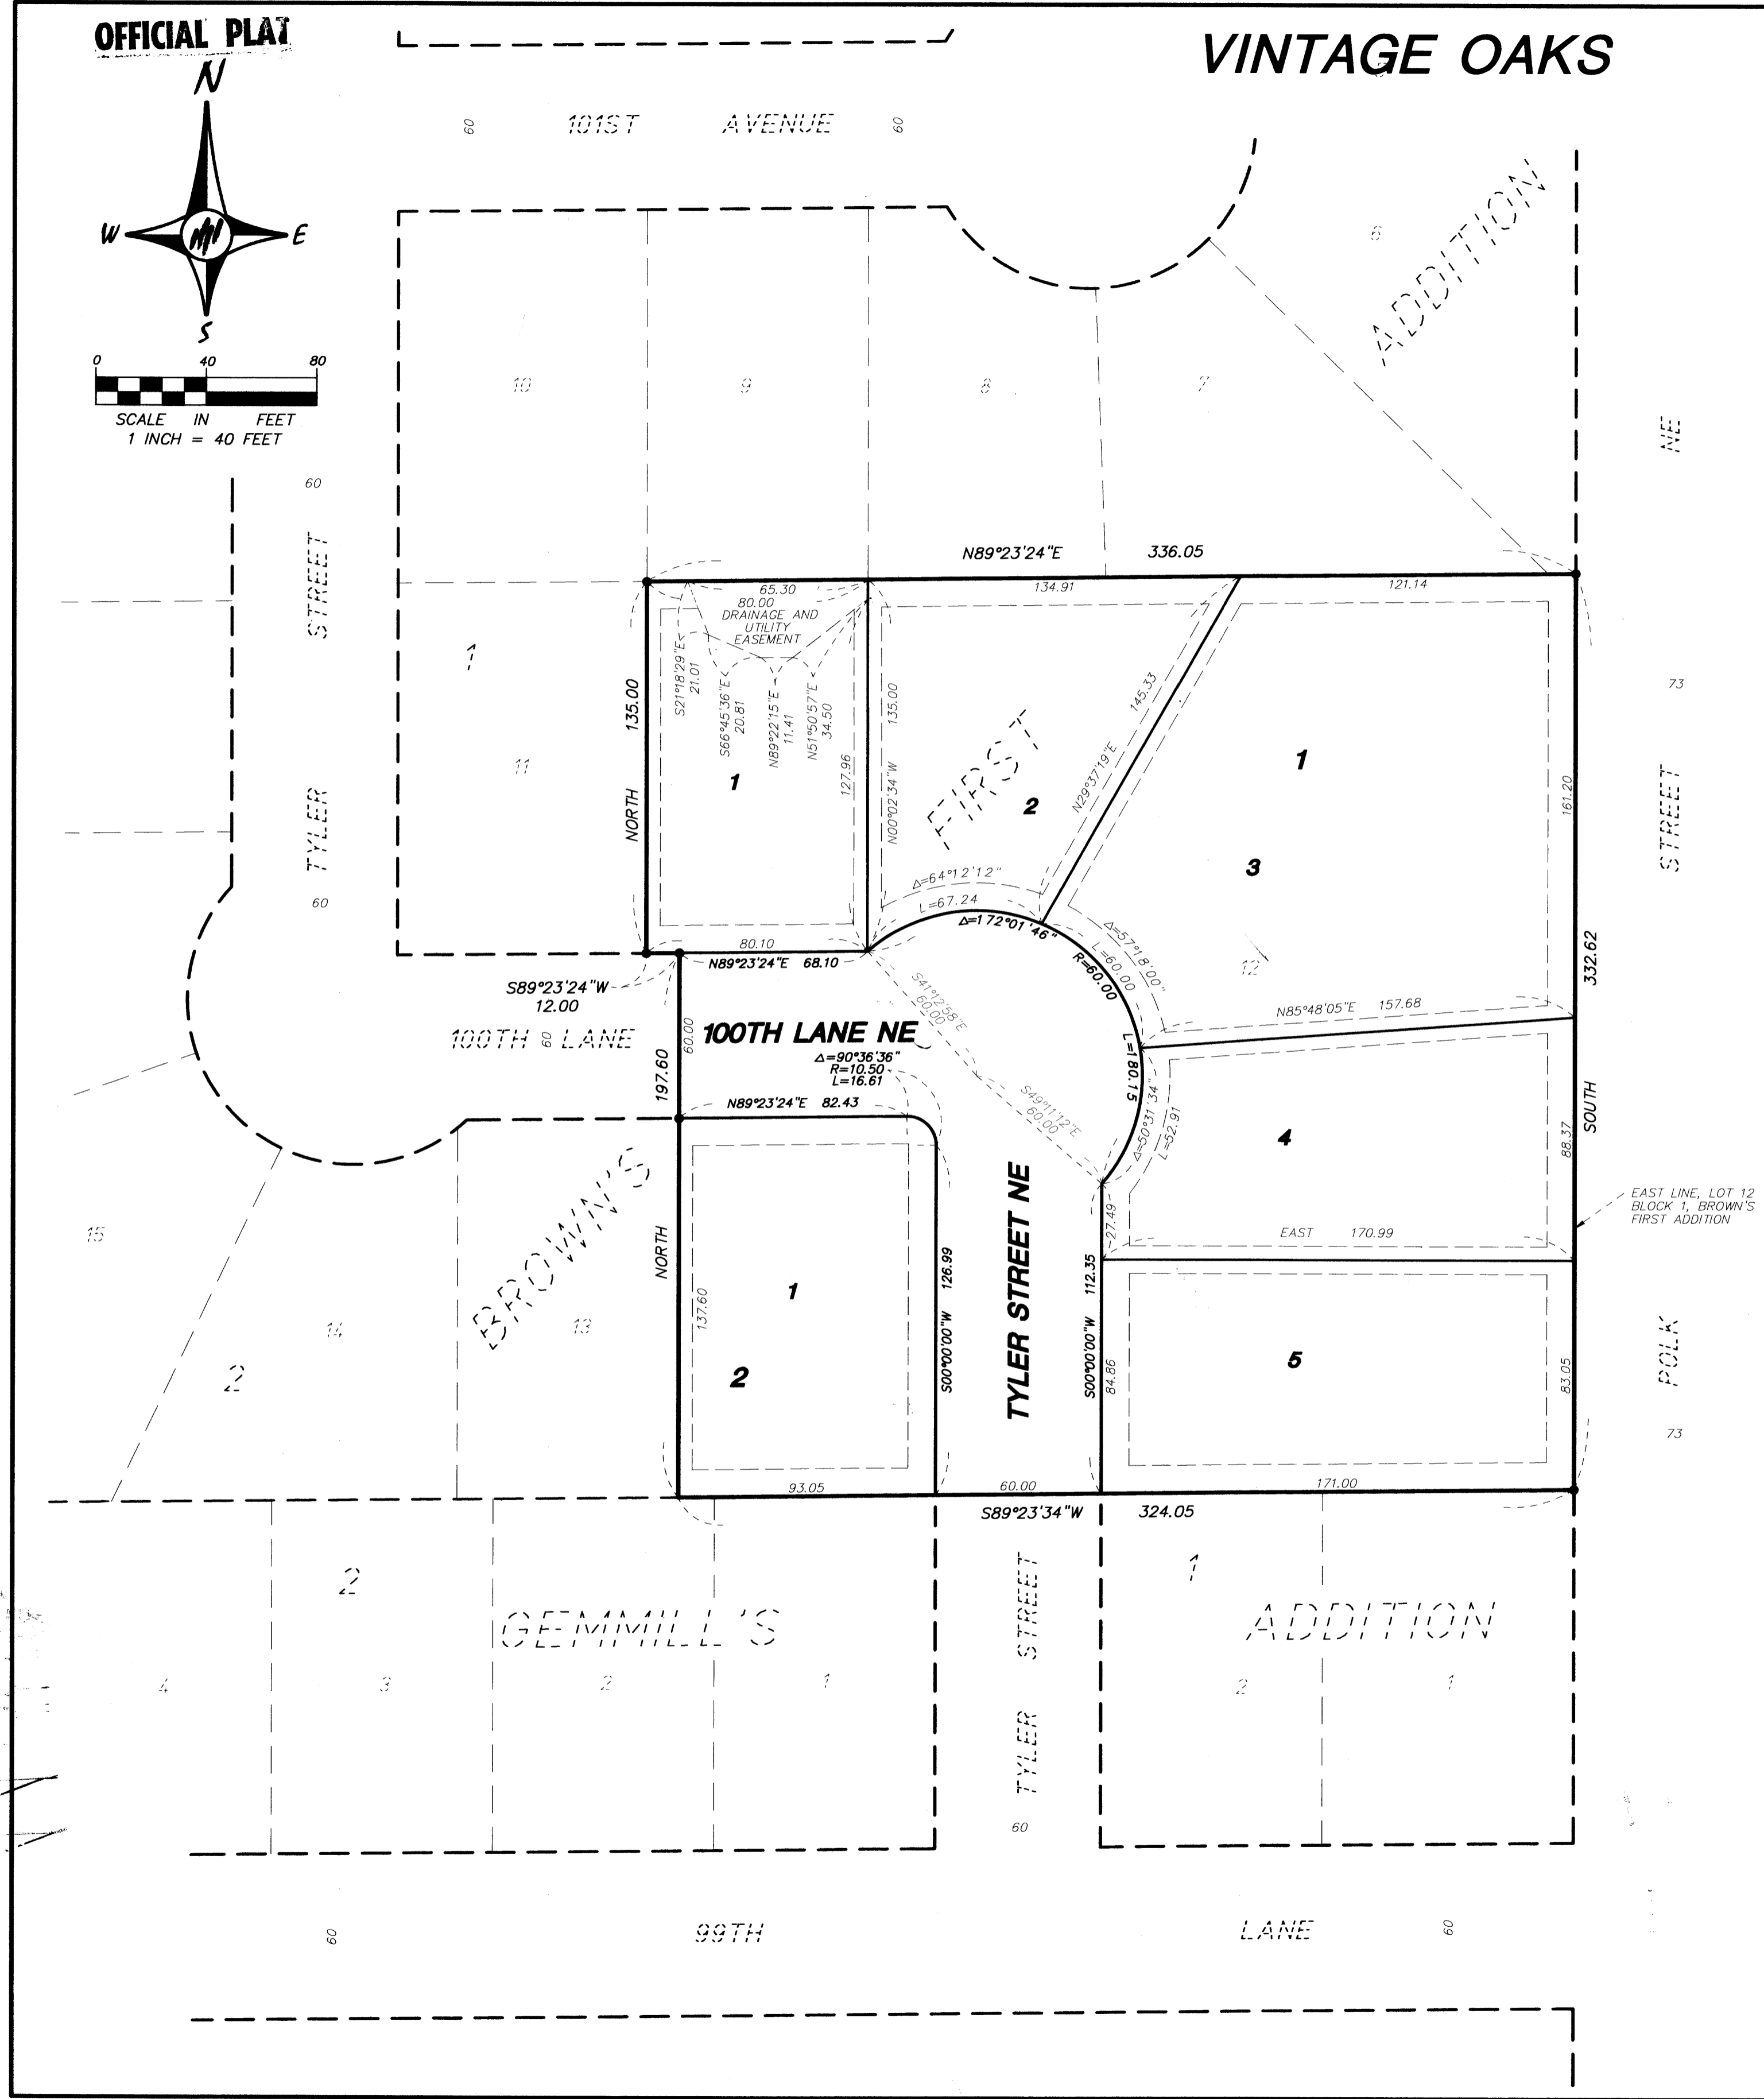 OFFICIAL PLAT
VINTAGE OAKS
N
W
E
S
0 40 80
SCALE IN FEET
1 INCH = 40 FEET
60 101ST AVENUE 60
ADDITION
6
10
9
8
7
NE
60
STREET
TYLER
60
1
11
N89°23'24"E 336.05
65.30
80.00
DRAINAGE AND
UTILITY
EASEMENT
134.91
121.14
S21°18'29"E
21.01
S66°45'36"E
20.81
N89°22'15"E
11.41
N51°50'57"E
34.50
135.00
NORTH
127.96
N00°02'34"W 135.00
1
FIRST
2
N29°37'19"E 145.33
1
3
161.20
73
STREET
Δ=64°12'12"
L=67.24
Δ=172°01'46"
R=60.00
L=180.15
Δ=57°18'00"
L=60.00
12
332.62
SOUTH
80.10
N89°23'24"E 68.10
S89°23'24"W
12.00
100TH 60 LANE
60.00
197.60
NORTH
100TH LANE NE
Δ=90°36'36"
R=10.50
L=16.61
N89°23'24"E 82.43
S41°12'58"E
60.00
S49°11'12"E
60.00
N85°48'05"E 157.68
Δ=50°31'34"
L=52.91
4
88.37
EAST LINE, LOT 12
BLOCK 1, BROWN'S
FIRST ADDITION
27.49
EAST 170.99
BROWN'S
15
14
13
2
137.60
1
2
S00°00'00"W 126.99
TYLER STREET NE
S00°00'00"W 112.35
84.86
5
83.05
POLK
73
93.05
60.00
171.00
S89°23'34"W 324.05
2
GEMMILL'S
1
ADDITION
4
3
2
1
TYLER STREET
60
2
1
60
99TH LANE
60